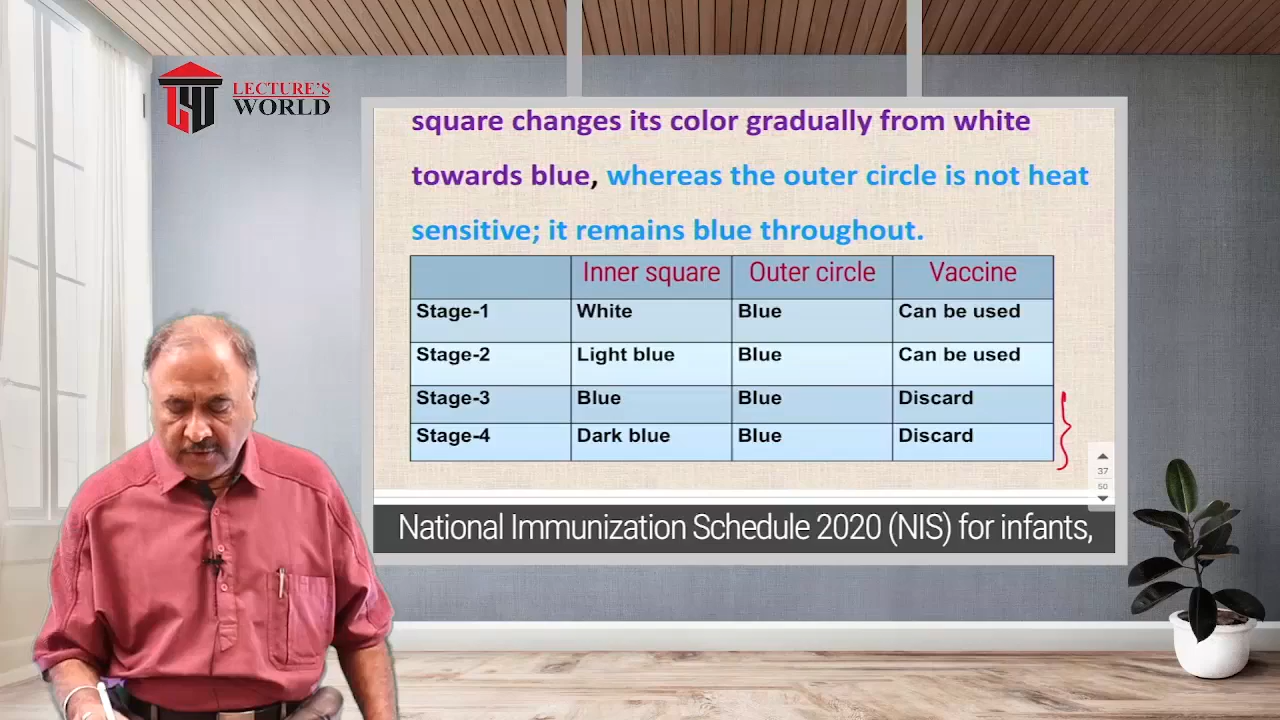 LECTURE'S
WORLD
square changes its color gradually from white
towards blue, whereas the outer circle is not heat
sensitive; it remains blue throughout.
Inner square Outer circle Vaccine
Stage-1 White Blue Can be used
Stage-2 Light blue Blue Can be used
Stage-3 Blue Blue Discard
Stage-4 Dark blue Blue Discard
37
50
National Immunization Schedule 2020 (NIS) for infants,